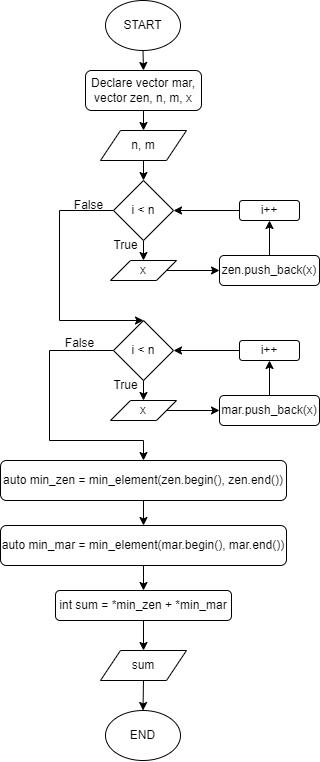 START
Declare vector mar,
vector zen, n, m, x
n, m
i < n
False
True
i++
x
zen.push_back(x)
i < n
False
True
i++
x
mar.push_back(x)
auto min_zen = min_element(zen.begin(), zen.end())
auto min_mar = min_element(mar.begin(), mar.end())
int sum = *min_zen + *min_mar
sum
END